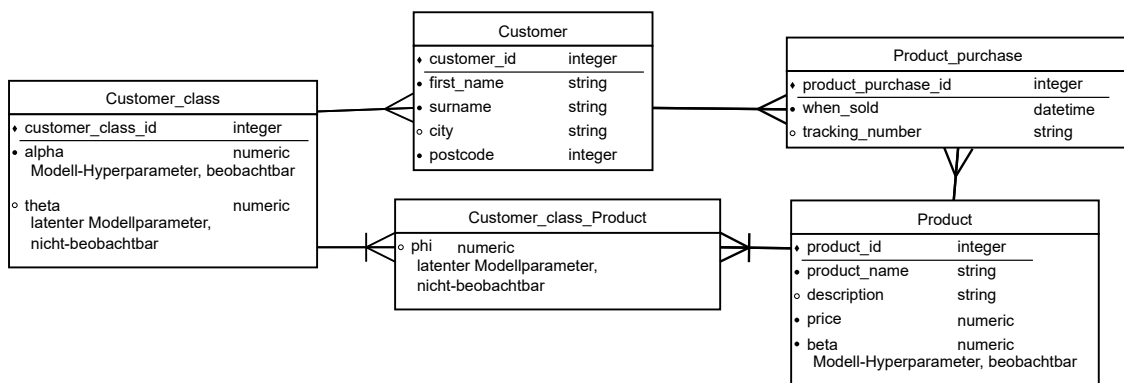 Customer
customer_id integer
first_name string
surname string
city string
postcode integer
Product_purchase
product_purchase_id integer
when_sold datetime
tracking_number string
Customer_class
customer_class_id integer
alpha numeric
Modell-Hyperparameter, beobachtbar
theta numeric
latenter Modellparameter,
nicht-beobachtbar
Customer_class_Product
phi numeric
latenter Modellparameter,
nicht-beobachtbar
Product
product_id integer
product_name string
description string
price numeric
beta numeric
Modell-Hyperparameter, beobachtbar